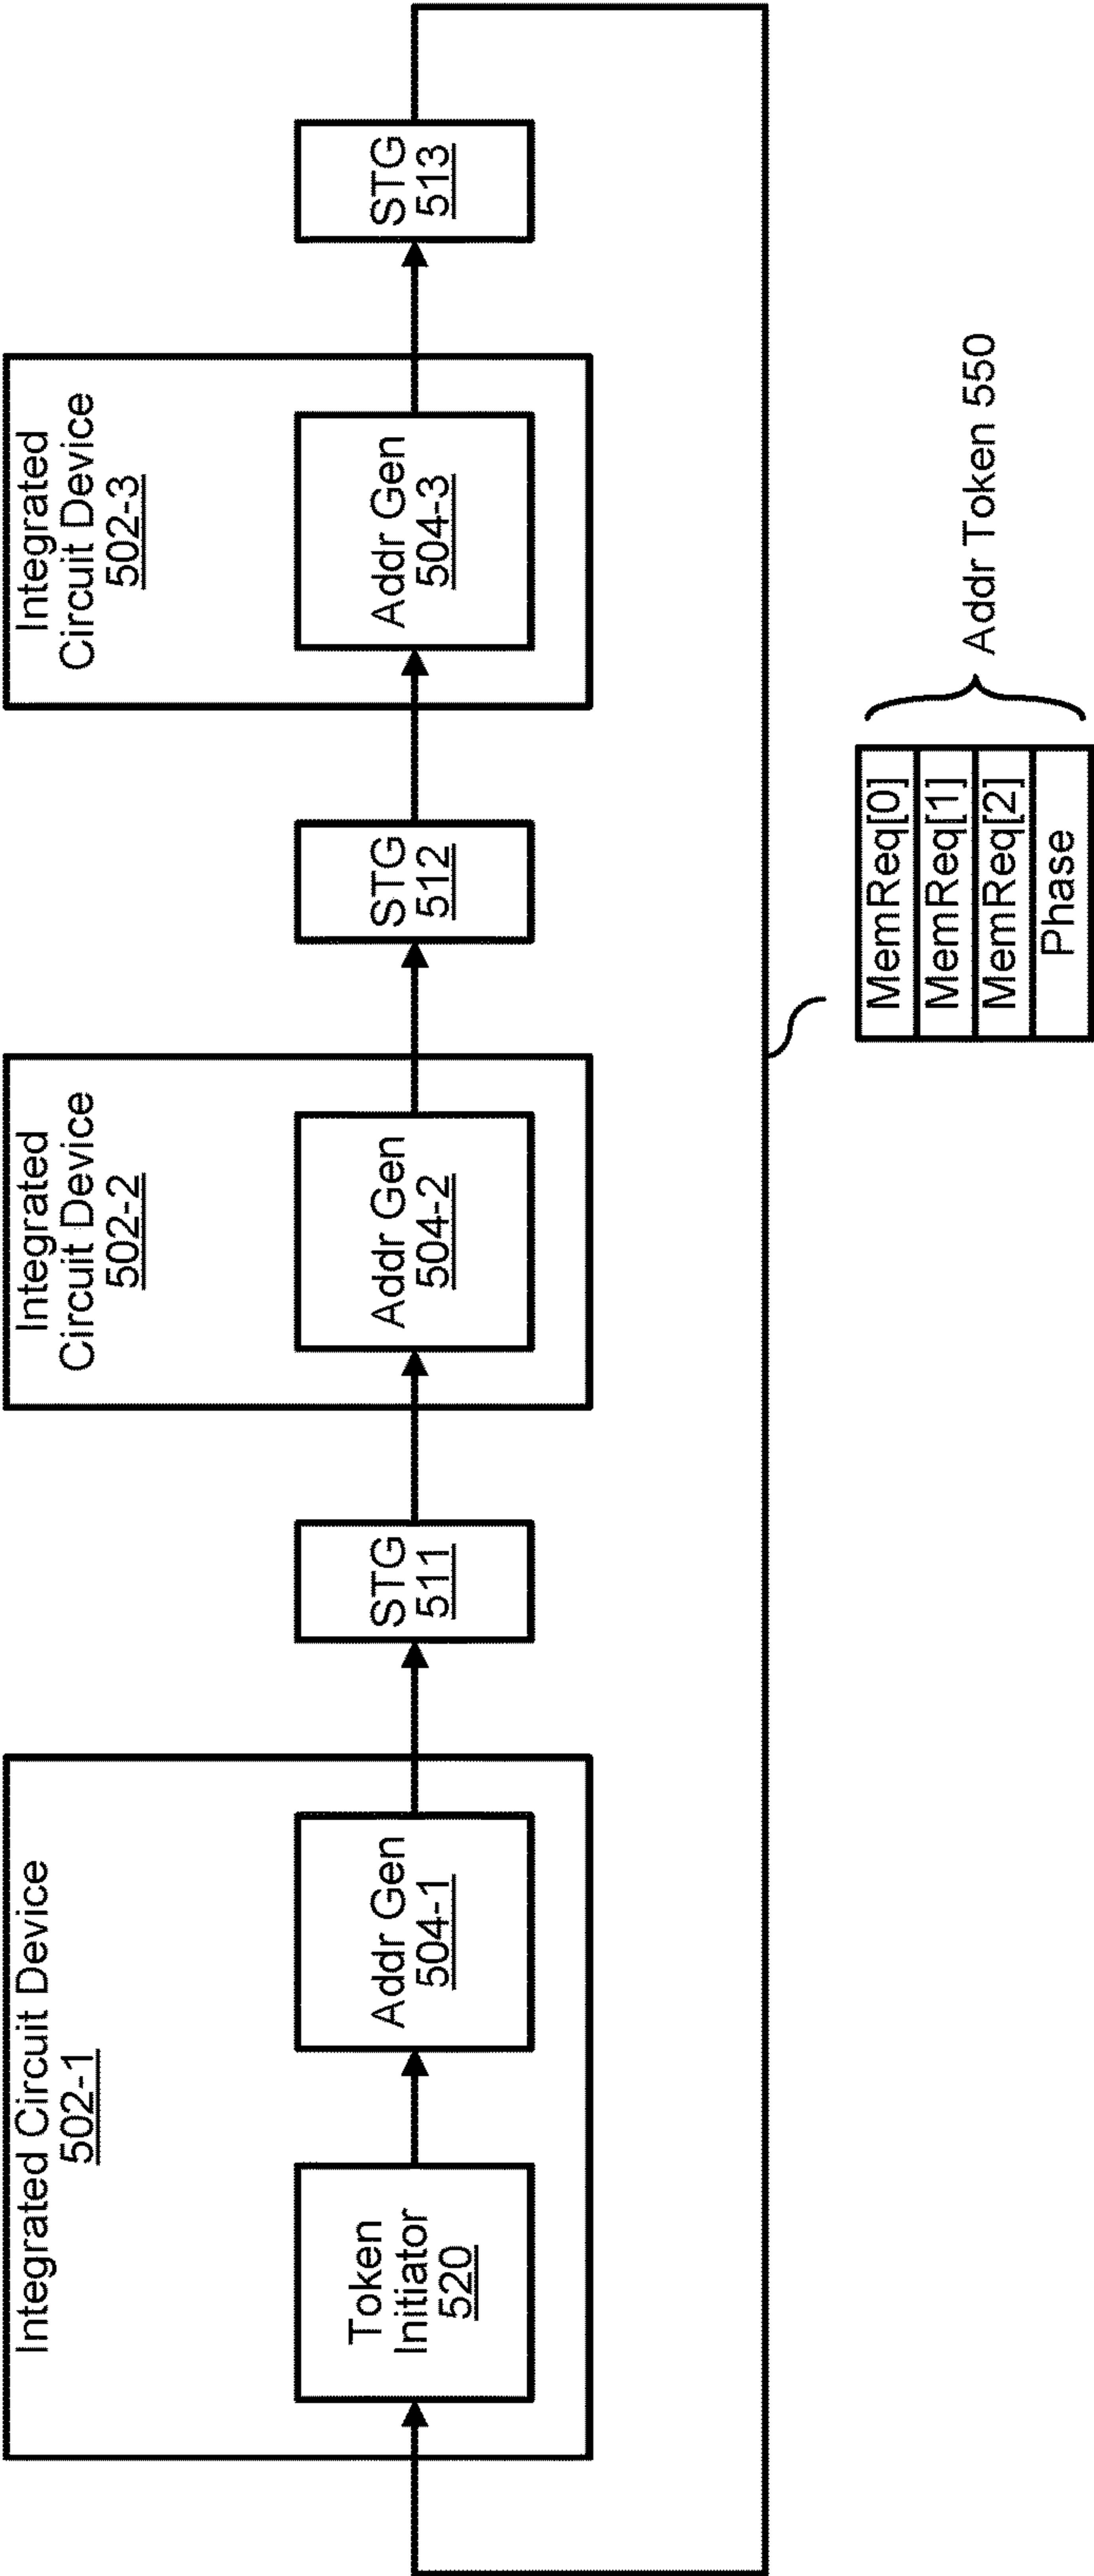 Integrated Circuit Device
502-1
Token
Initiator
520
Addr Gen
504-1
STG
511
Integrated
Circuit Device
502-2
Addr Gen
504-2
STG
512
Integrated
Circuit Device
502-3
Addr Gen
504-3
STG
513
MemReq[0]
MemReq[1]
MemReq[2]
Phase
Addr Token 550